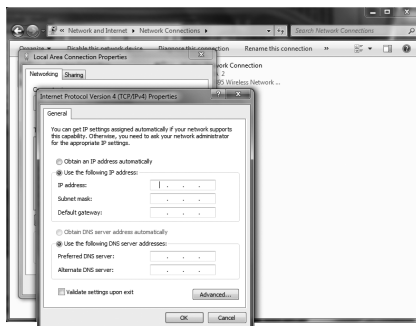 « Network and Internet ▸ Network Connections ▸
Search Network Connections
Organize ▾ Disable this network device Diagnose this connection Rename this connection »
Local Area Connection Properties
Networking Sharing
Network Connection
2
95 Wireless Network ...
Internet Protocol Version 4 (TCP/IPv4) Properties
General
You can get IP settings assigned automatically if your network supports
this capability. Otherwise, you need to ask your network administrator
for the appropriate IP settings.
Obtain an IP address automatically
Use the following IP address:
IP address:
Subnet mask:
Default gateway:
Obtain DNS server address automatically
Use the following DNS server addresses:
Preferred DNS server:
Alternate DNS server:
Validate settings upon exit
Advanced...
OK Cancel